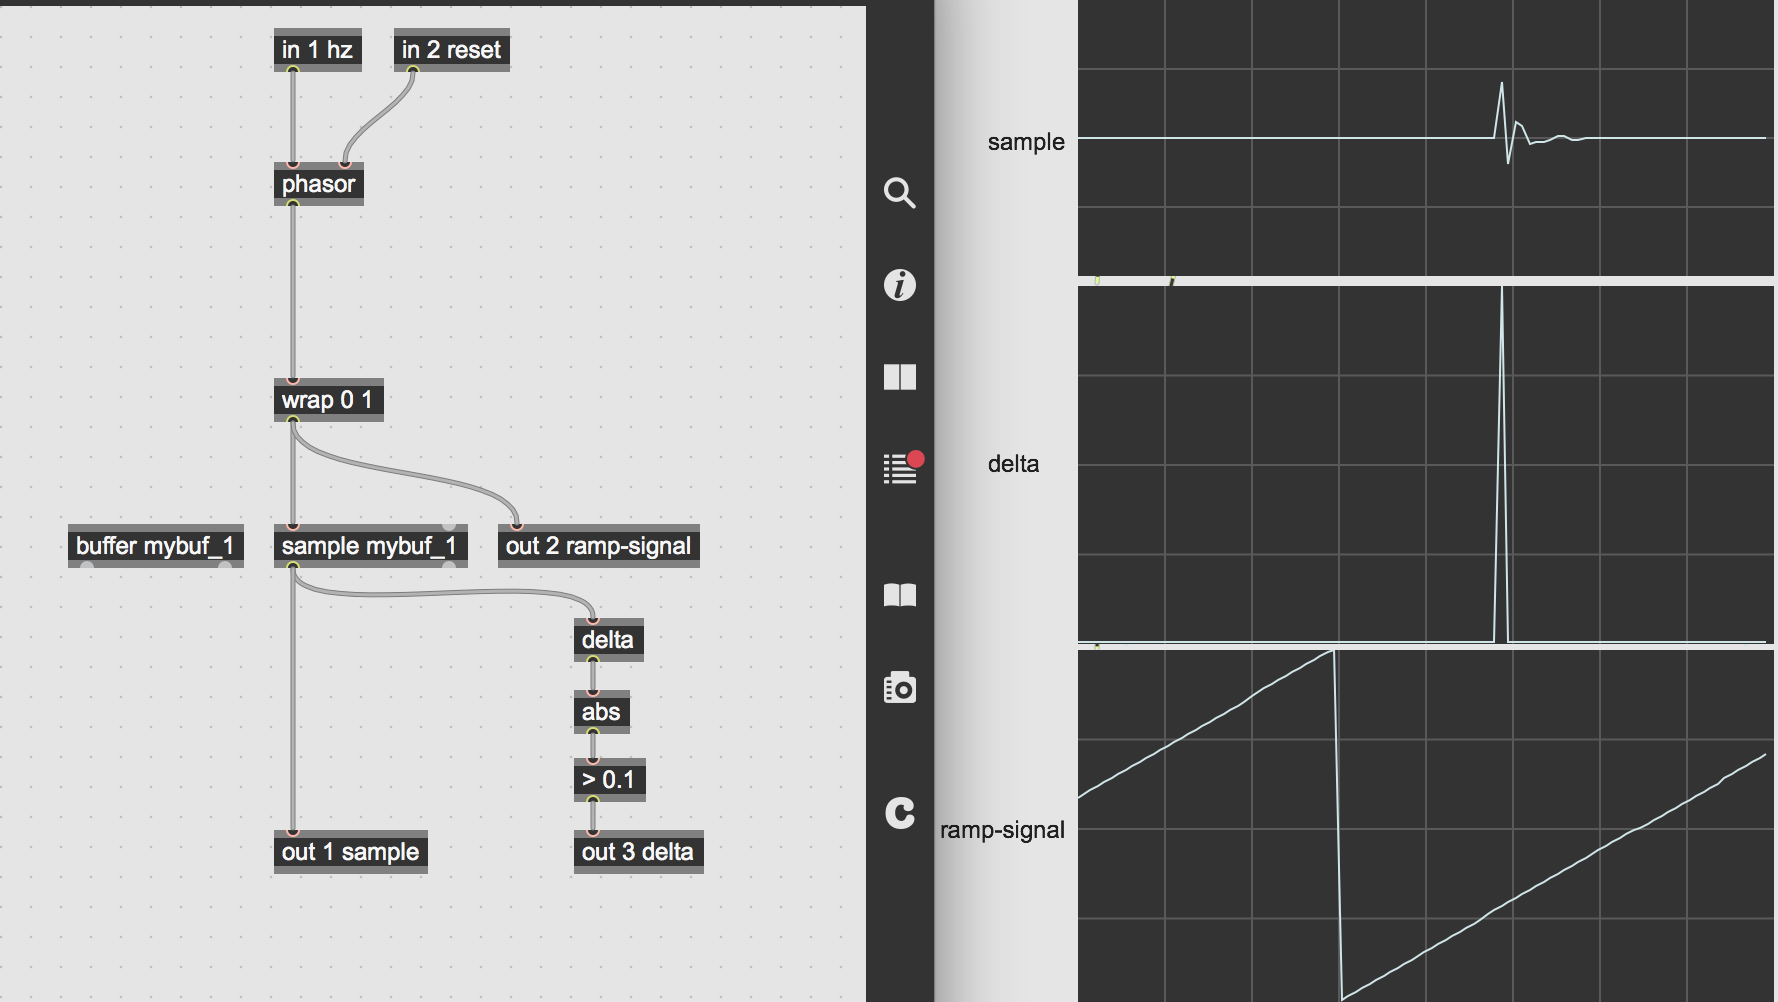 in 1 hz
in 2 reset
phasor
wrap 0 1
buffer mybuf_1
sample mybuf_1
out 2 ramp-signal
delta
abs
> 0.1
out 1 sample
out 3 delta
sample
delta
ramp-signal